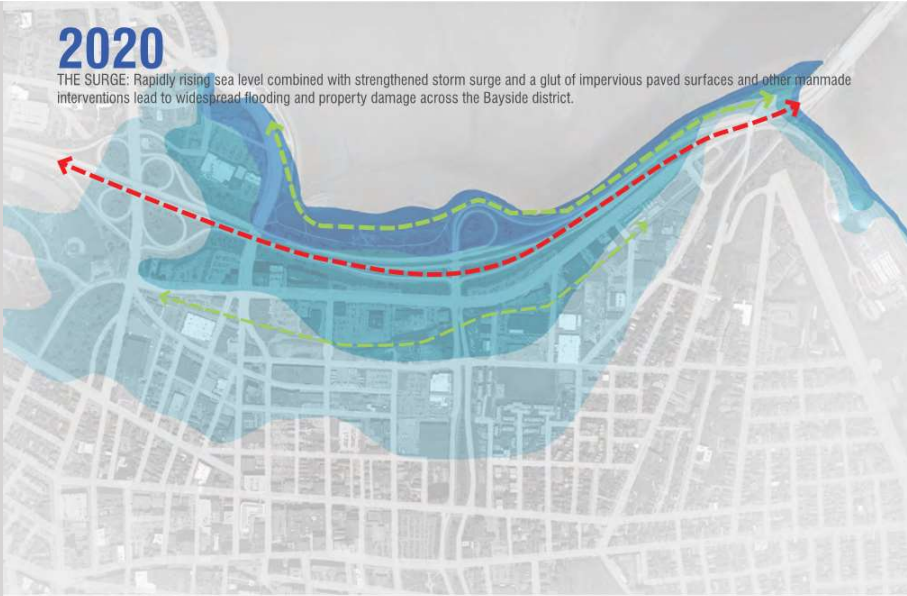 2020
THE SURGE: Rapidly rising sea level combined with strengthened storm surge and a glut of impervious paved surfaces and other manmade
interventions lead to widespread flooding and property damage across the Bayside district.